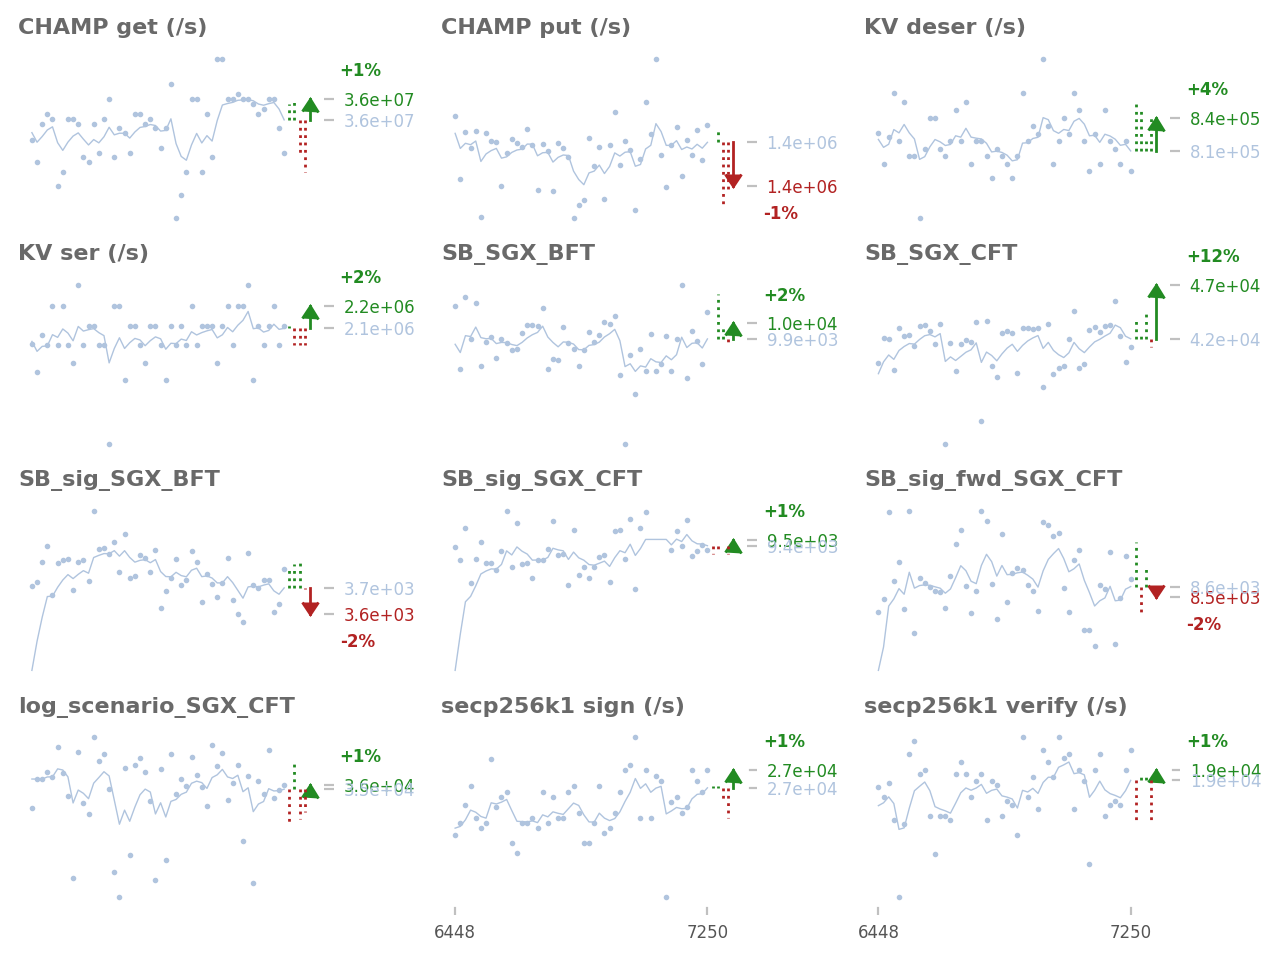 CHAMP get (/s)
+1%
3.6e+07
3.6e+07
CHAMP put (/s)
1.4e+06
1.4e+06
-1%
KV deser (/s)
+4%
8.4e+05
8.1e+05
KV ser (/s)
+2%
2.2e+06
2.1e+06
SB_SGX_BFT
+2%
1.0e+04
9.9e+03
SB_SGX_CFT
+12%
4.7e+04
4.2e+04
SB_sig_SGX_BFT
3.7e+03
3.6e+03
-2%
SB_sig_SGX_CFT
+1%
9.5e+03
9.4e+03
SB_sig_fwd_SGX_CFT
8.6e+03
8.5e+03
-2%
log_scenario_SGX_CFT
+1%
3.6e+04
secp256k1 sign (/s)
+1%
2.7e+04
2.7e+04
secp256k1 verify (/s)
+1%
1.9e+04
1.9e+04
6448
7250
6448
7250